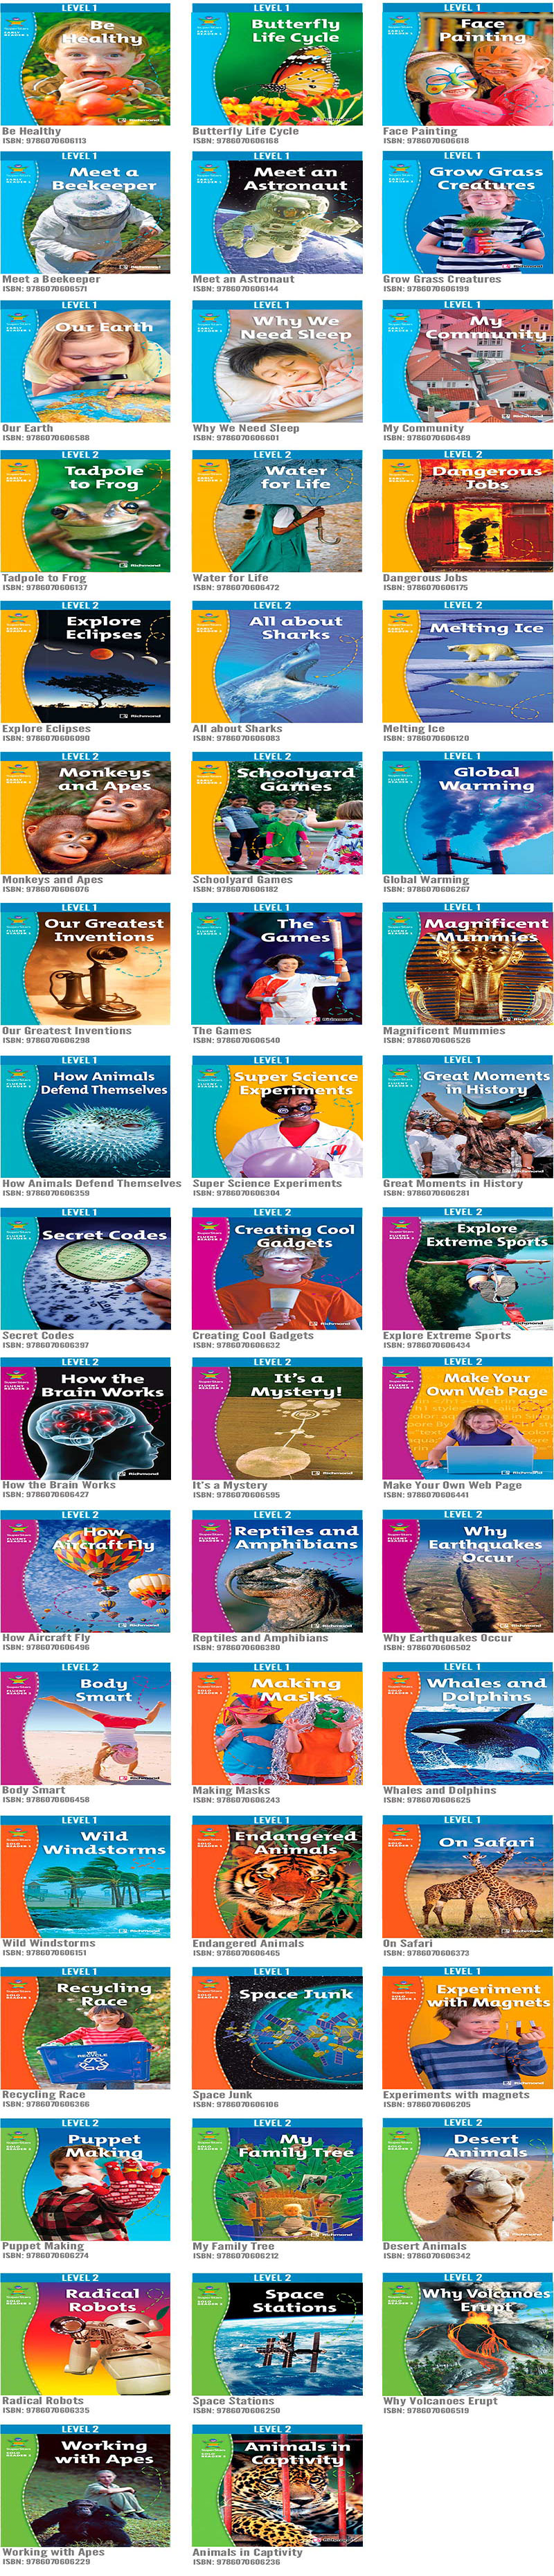 LEVEL 1
Be Healthy
Be Healthy
ISBN: 9786070606113
LEVEL 1
Butterfly Life Cycle
Butterfly Life Cycle
ISBN: 9786070606168
LEVEL 1
Face Painting
Face Painting
ISBN: 9786070606618
LEVEL 1
Meet a Beekeeper
Meet a Beekeeper
ISBN: 9786070606571
LEVEL 1
Meet an Astronaut
Meet an Astronaut
ISBN: 9786070606144
LEVEL 1
Grow Grass Creatures
Grow Grass Creatures
ISBN: 9786070606199
LEVEL 1
Our Earth
Our Earth
ISBN: 9786070606588
LEVEL 1
Why We Need Sleep
Why We Need Sleep
ISBN: 9786070606601
LEVEL 1
My Community
My Community
ISBN: 9786070606489
LEVEL 2
Tadpole to Frog
Tadpole to Frog
ISBN: 9786070606137
LEVEL 2
Water for Life
Water for Life
ISBN: 9786070606472
LEVEL 2
Dangerous Jobs
Dangerous Jobs
ISBN: 9786070606175
LEVEL 2
Explore Eclipses
Explore Eclipses
ISBN: 9786070606090
LEVEL 2
All about Sharks
All about Sharks
ISBN: 9786070606083
LEVEL 2
Melting Ice
Melting Ice
ISBN: 9786070606120
LEVEL 2
Monkeys and Apes
Monkeys and Apes
ISBN: 9786070606076
LEVEL 2
Schoolyard Games
Schoolyard Games
ISBN: 9786070606182
LEVEL 1
Global Warming
Global Warming
ISBN: 9786070606267
LEVEL 1
Our Greatest Inventions
Our Greatest Inventions
ISBN: 9786070606298
LEVEL 1
The Games
The Games
ISBN: 9786070606540
LEVEL 1
Magnificent Mummies
Magnificent Mummies
ISBN: 9786070606526
LEVEL 1
How Animals Defend Themselves
How Animals Defend Themselves
ISBN: 9786070606359
LEVEL 1
Super Science Experiments
Super Science Experiments
ISBN: 9786070606304
LEVEL 1
Great Moments in History
Great Moments in History
ISBN: 9786070606281
LEVEL 1
Secret Codes
Secret Codes
ISBN: 9786070606397
LEVEL 2
Creating Cool Gadgets
Creating Cool Gadgets
ISBN: 9786070606632
LEVEL 2
Explore Extreme Sports
Explore Extreme Sports
ISBN: 9786070606434
LEVEL 2
How the Brain Works
How the Brain Works
ISBN: 9786070606427
LEVEL 2
It's a Mystery!
It's a Mystery
ISBN: 9786070606595
LEVEL 2
Make Your Own Web Page
Make Your Own Web Page
ISBN: 9786070606441
LEVEL 2
How Aircraft Fly
How Aircraft Fly
ISBN: 9786070606496
LEVEL 2
Reptiles and Amphibians
Reptiles and Amphibians
ISBN: 9786070606380
LEVEL 2
Why Earthquakes Occur
Why Earthquakes Occur
ISBN: 9786070606502
LEVEL 2
Body Smart
Body Smart
ISBN: 9786070606458
LEVEL 1
Making Masks
Making Masks
ISBN: 9786070606243
LEVEL 1
Whales and Dolphins
Whales and Dolphins
ISBN: 9786070606625
LEVEL 1
Wild Windstorms
Wild Windstorms
ISBN: 9786070606151
LEVEL 1
Endangered Animals
Endangered Animals
ISBN: 9786070606465
LEVEL 1
On Safari
On Safari
ISBN: 9786070606373
LEVEL 1
Recycling Race
WE RECYCLE
Recycling Race
ISBN: 9786070606366
LEVEL 1
Space Junk
Space Junk
ISBN: 9786070606106
LEVEL 1
Experiment with Magnets
Experiments with magnets
ISBN: 9786070606205
LEVEL 2
Puppet Making
Puppet Making
ISBN: 9786070606274
LEVEL 2
My Family Tree
My Family Tree
ISBN: 9786070606212
LEVEL 2
Desert Animals
Desert Animals
ISBN: 9786070606342
LEVEL 2
Radical Robots
Radical Robots
ISBN: 9786070606335
LEVEL 2
Space Stations
Space Stations
ISBN: 9786070606250
LEVEL 2
Why Volcanoes Erupt
Why Volcanoes Erupt
ISBN: 9786070606519
LEVEL 2
Working with Apes
Working with Apes
ISBN: 9786070606229
LEVEL 2
Animals in Captivity
Animals in Captivity
ISBN: 9786070606236